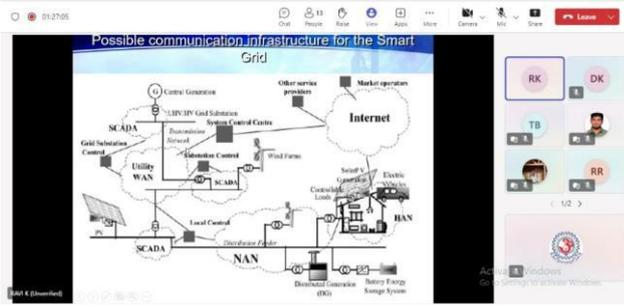 01:27:05
13
Chat People Raise View Apps More Camera Mic Share Leave
Possible communication infrastructure for the Smart
Grid
G Central Generation
UHV/HV Grid Substation
System Control Centre
Other service
providers
Market operators
Internet
SCADA
Transmission
Network
Grid Substation
Control
Utility
WAN
Substation Control
SCADA
Wind Farms
Electric
Vehicles
Controllable
Loads
HAN
Local Control
PV
SCADA
Distribution Feeder
NAN
Distributed Generation
(DG)
Battery Energy
Storage System
RAVI K (Unverified)
RK
DK
TB
RR
1/2
Go to Settings to activate Windows.